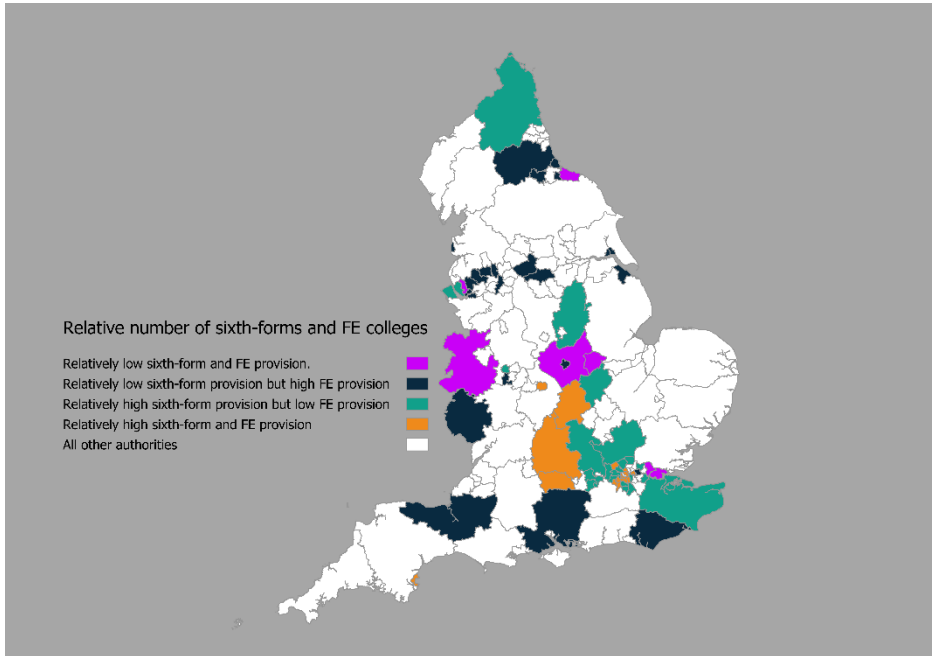 Relative number of sixth-forms and FE colleges
Relatively low sixth-form and FE provision.
Relatively low sixth-form provision but high FE provision
Relatively high sixth-form provision but low FE provision
Relatively high sixth-form and FE provision
All other authorities